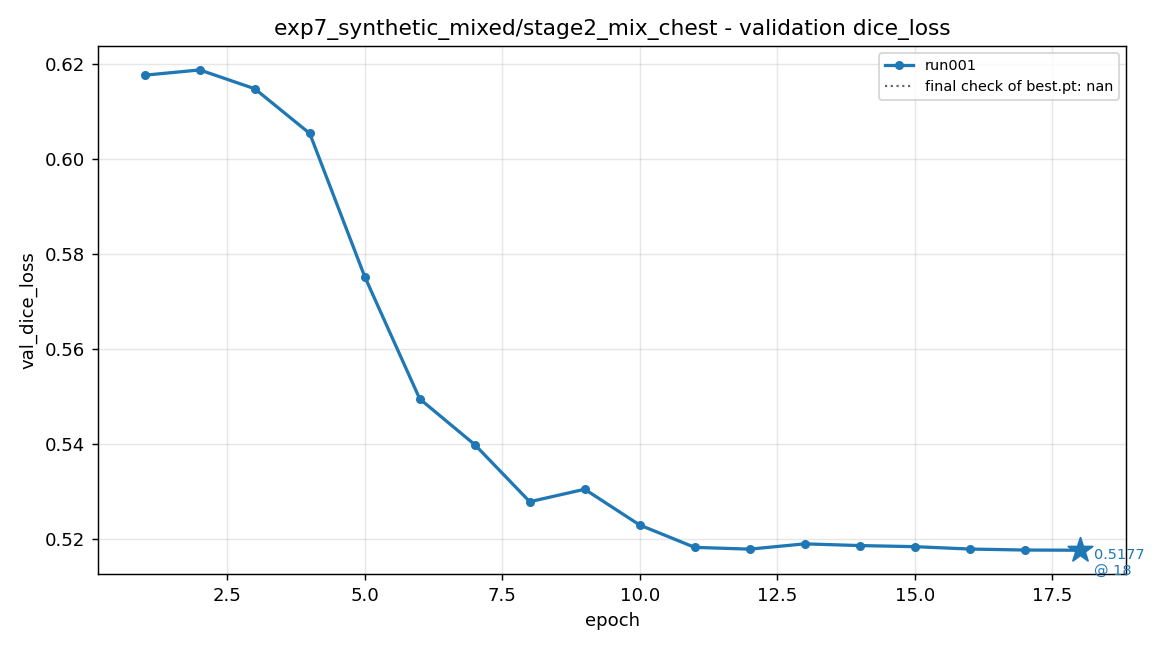 exp7_synthetic_mixed/stage2_mix_chest - validation dice_loss
run001
final check of best.pt: nan
val_dice_loss
0.62
0.60
0.58
0.56
0.54
0.52
0.5177
@ 18
2.5 5.0 7.5 10.0 12.5 15.0 17.5
epoch